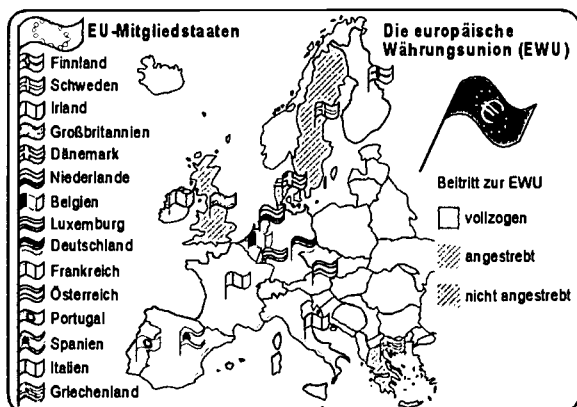 EU-Mitgliedstaaten
Finnland
Schweden
Irland
Großbritannien
Dänemark
Niederlande
Belgien
Luxemburg
Deutschland
Frankreich
Österreich
Portugal
Spanien
Italien
Griechenland
Die europäische
Währungsunion (EWU)
€
Beitritt zur EWU
vollzogen
angestrebt
nicht angestrebt